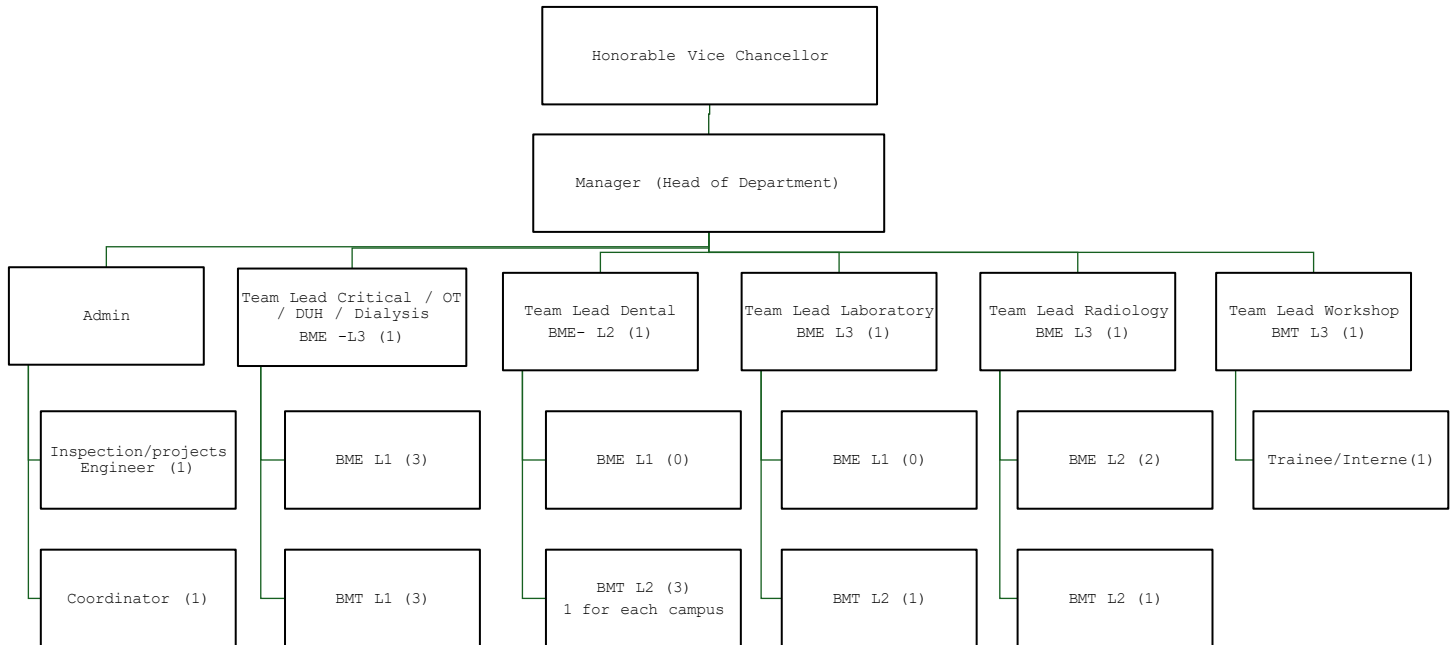 Honorable Vice Chancellor
Manager (Head of Department)
Admin
Team Lead Critical / OT
/ DUH / Dialysis
BME -L3 (1)
Team Lead Dental
BME- L2 (1)
Team Lead Laboratory
BME L3 (1)
Team Lead Radiology
BME L3 (1)
Team Lead Workshop
BMT L3 (1)
Inspection/projects
Engineer (1)
BME L1 (3)
BME L1 (0)
BME L1 (0)
BME L2 (2)
Trainee/Interne(1)
Coordinator (1)
BMT L1 (3)
BMT L2 (3)
1 for each campus
BMT L2 (1)
BMT L2 (1)